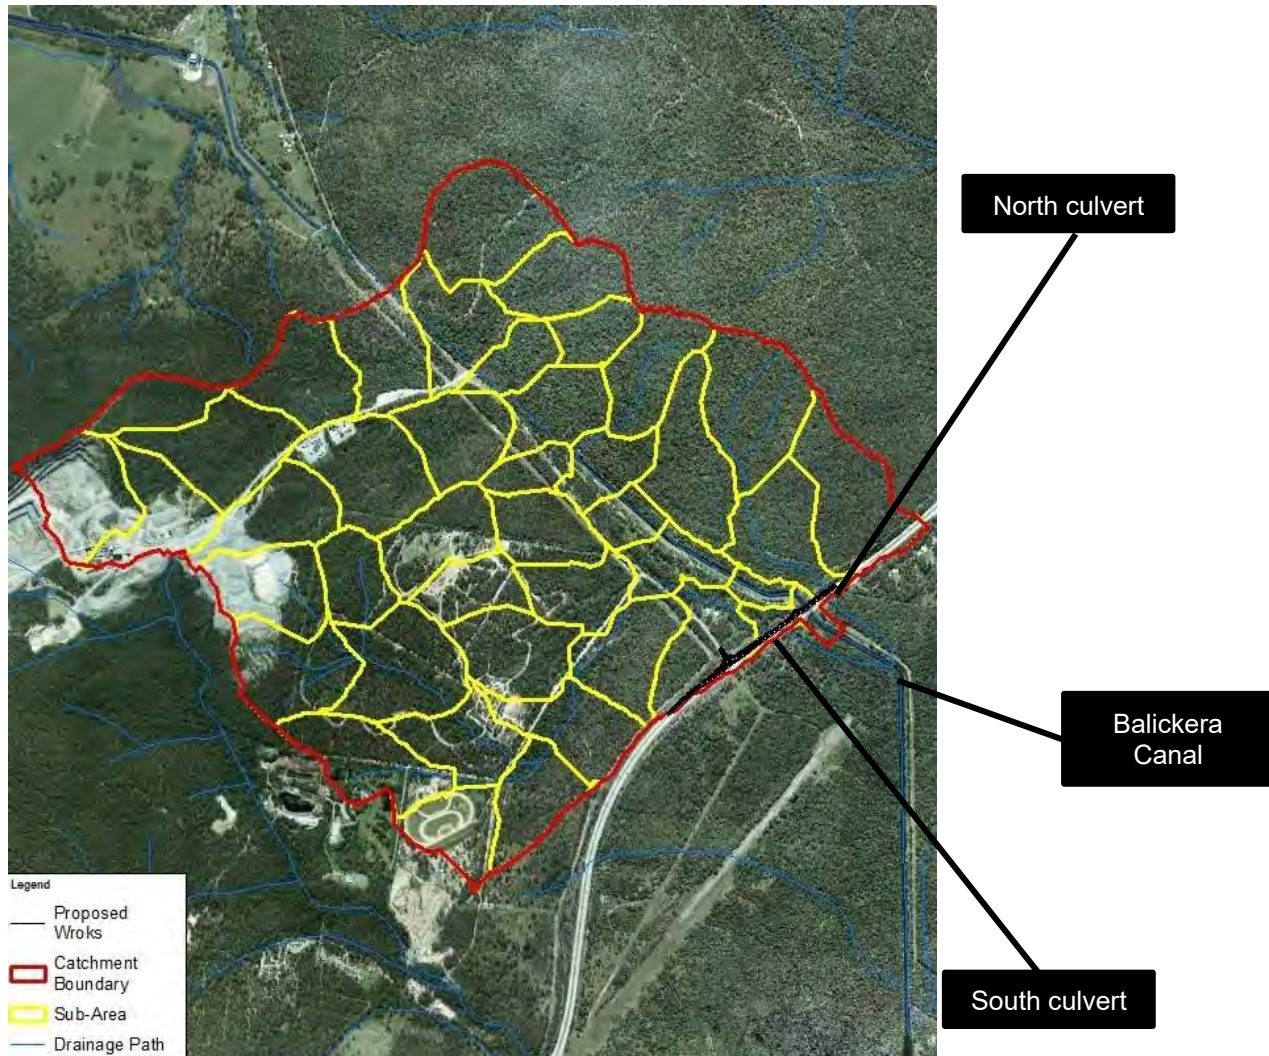 North culvert
Balickera
Canal
South culvert
Legend
Proposed
Wroks
Catchment
Boundary
Sub-Area
Drainage Path